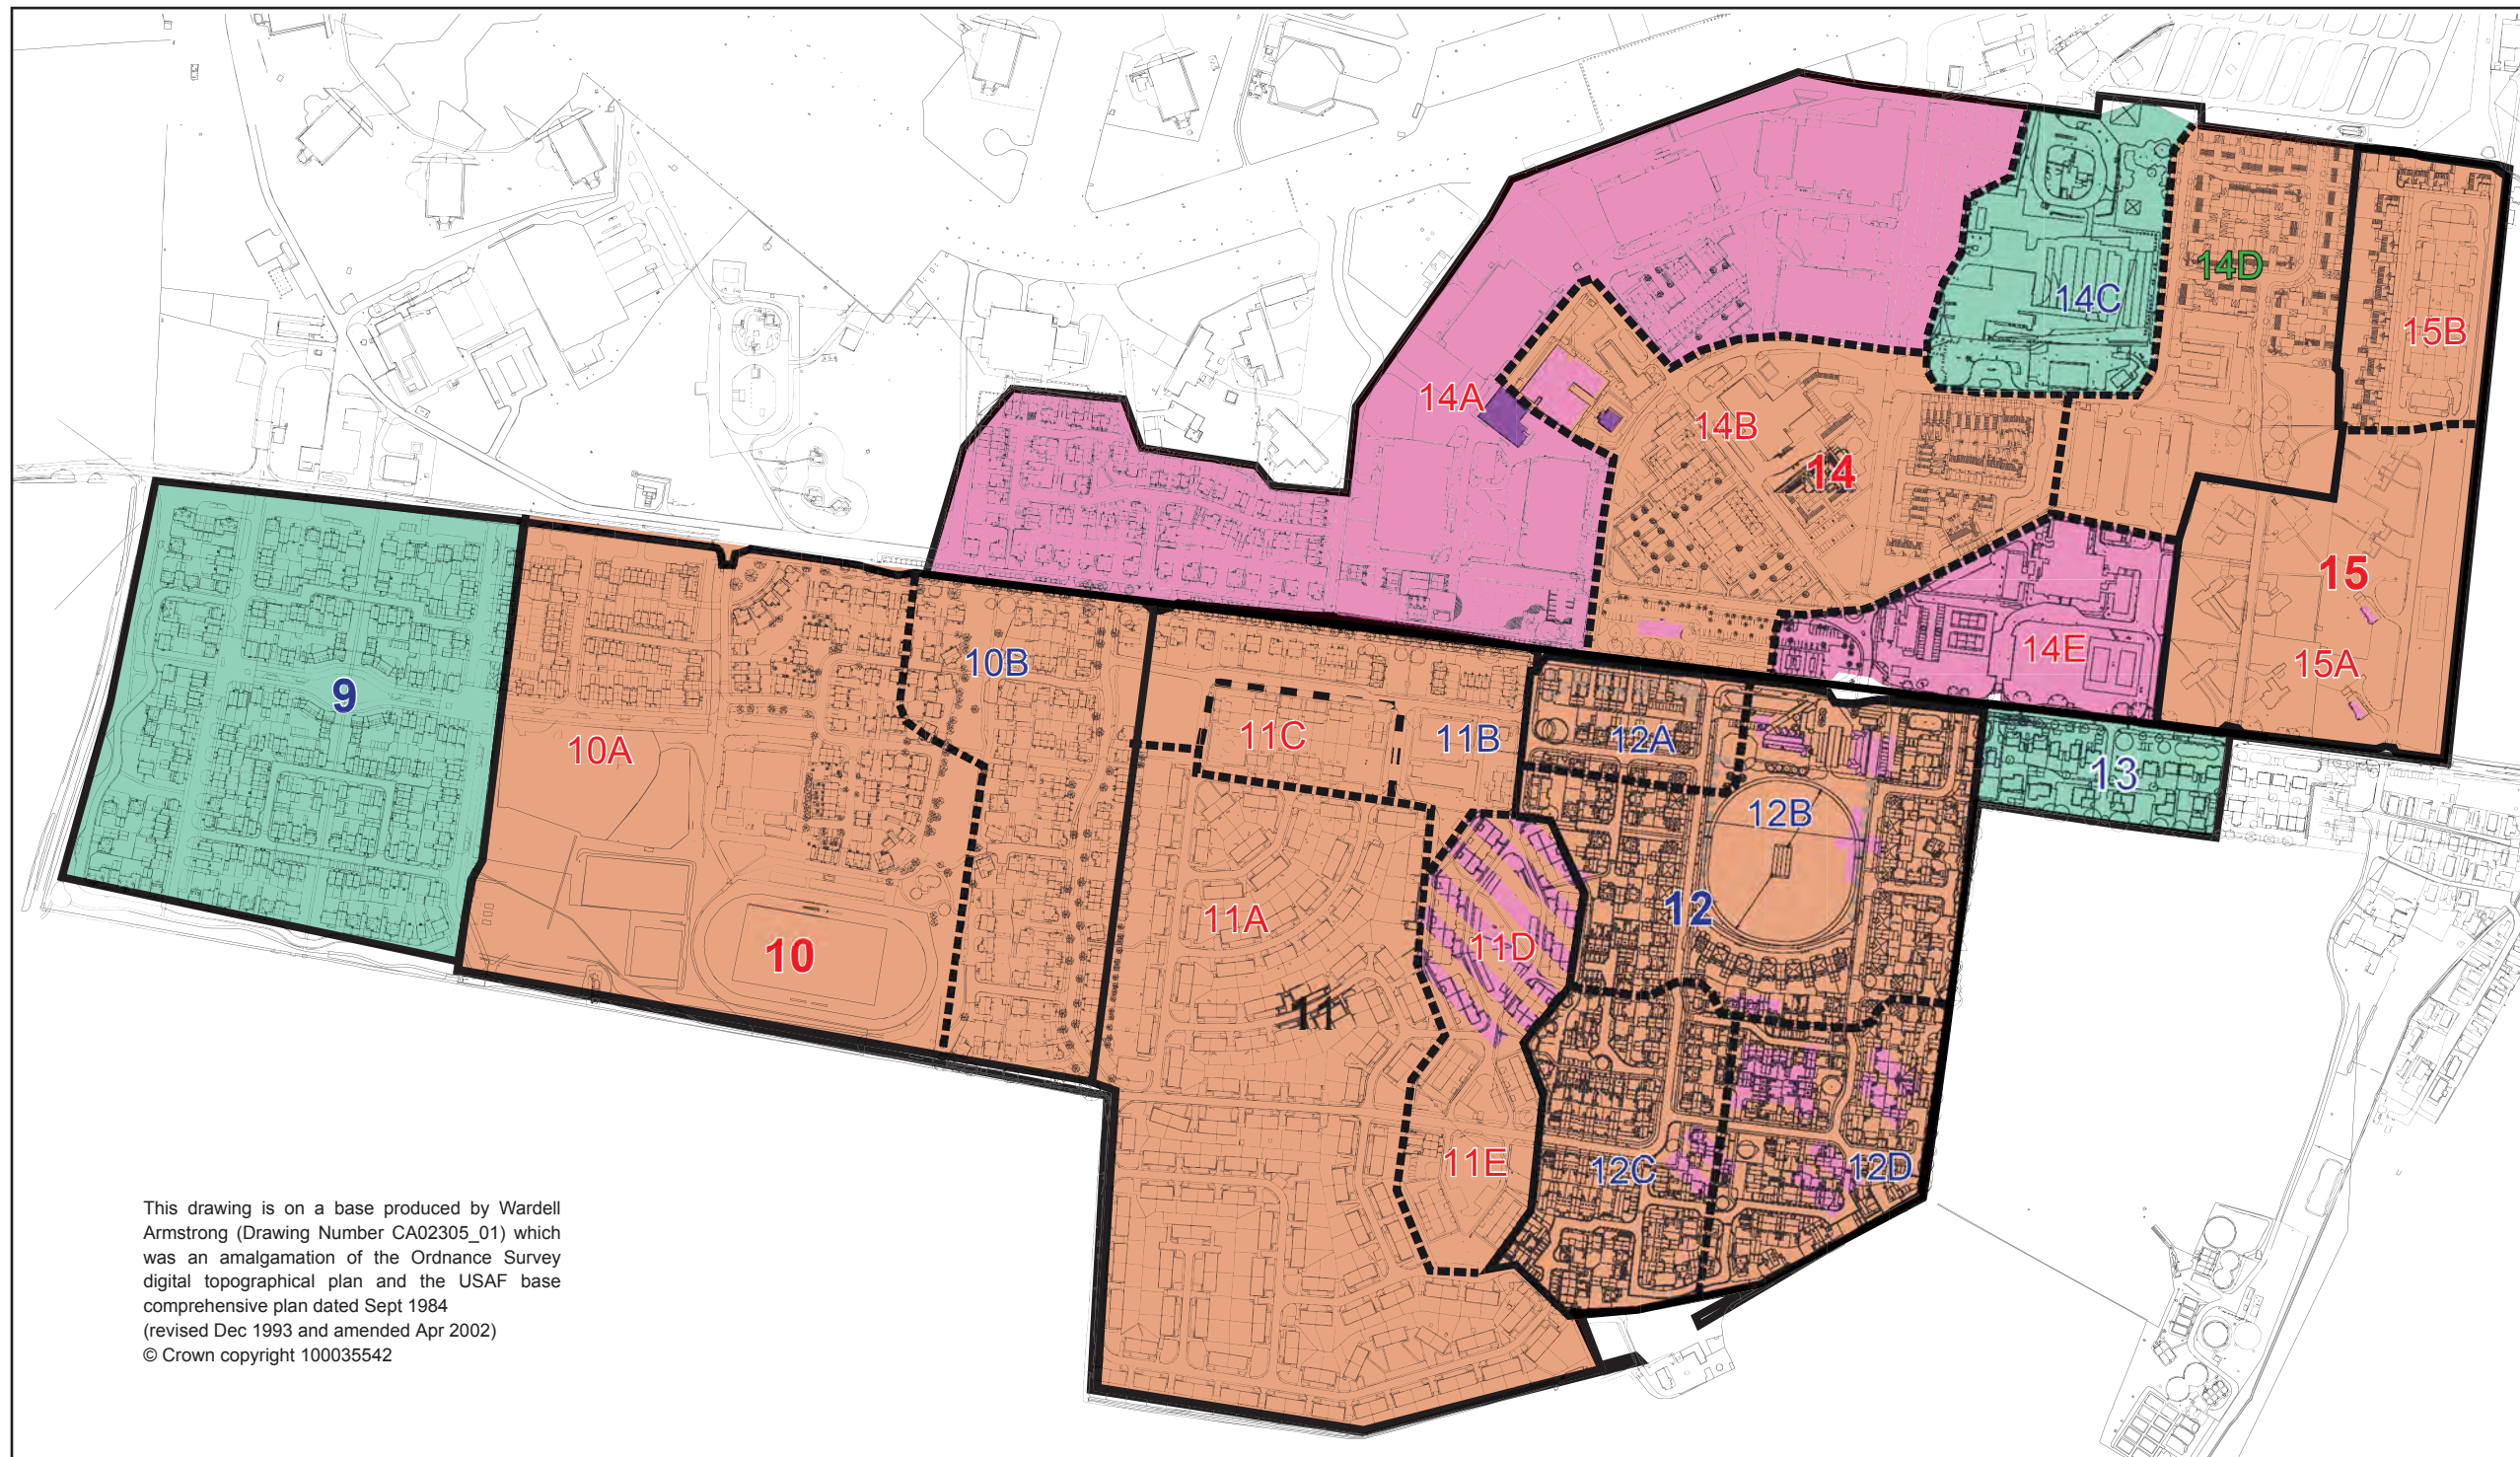 14D
14C
15B
14A
14B
14
15
10B
14E
15A
9
10A
11C
11B
12A
13
12B
11A
12
10
11D
11
11E
12C
12D
This drawing is on a base produced by Wardell
Armstrong (Drawing Number CA02305_01) which
was an amalgamation of the Ordnance Survey
digital topographical plan and the USAF base
comprehensive plan dated Sept 1984
(revised Dec 1993 and amended Apr 2002)
© Crown copyright 100035542